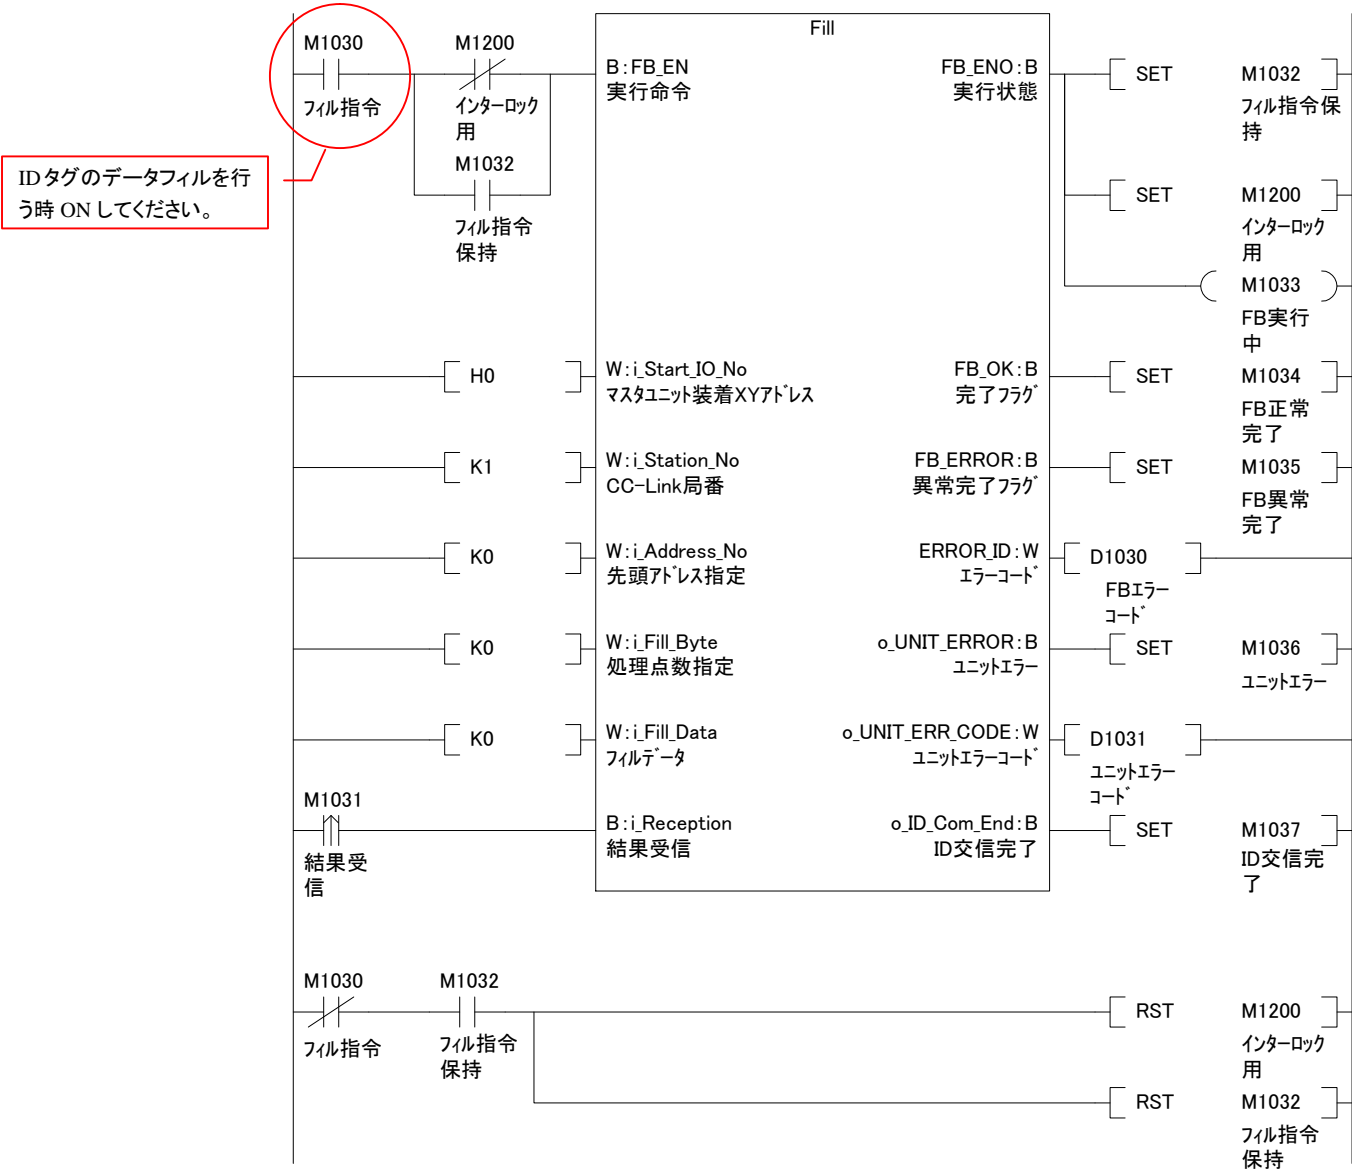 Fill
M1030
フィル指令
M1200
インターロック
用
M1032
フィル指令
保持
IDタグのデータフィルを行
う時 ON してください。
B:FB_EN
実行命令
FB_ENO:B
実行状態
SET M1032
フィル指令保
持
SET M1200
インターロック
用
M1033
FB実行
中
H0
W:i_Start_IO_No
マスタユニット装着XYアドレス
FB_OK:B
完了フラグ
SET M1034
FB正常
完了
K1
W:i_Station_No
CC-Link局番
FB_ERROR:B
異常完了フラグ
SET M1035
FB異常
完了
K0
W:i_Address_No
先頭アドレス指定
ERROR_ID:W
エラーコード
D1030
FBエラー
コード
K0
W:i_Fill_Byte
処理点数指定
o_UNIT_ERROR:B
ユニットエラー
SET M1036
ユニットエラー
K0
W:i_Fill_Data
フィルデータ
o_UNIT_ERR_CODE:W
ユニットエラーコード
D1031
ユニットエラー
コード
M1031
結果受
信
B:i_Reception
結果受信
o_ID_Com_End:B
ID交信完了
SET M1037
ID交信完
了
M1030
フィル指令
M1032
フィル指令
保持
RST M1200
インターロック
用
RST M1032
フィル指令
保持